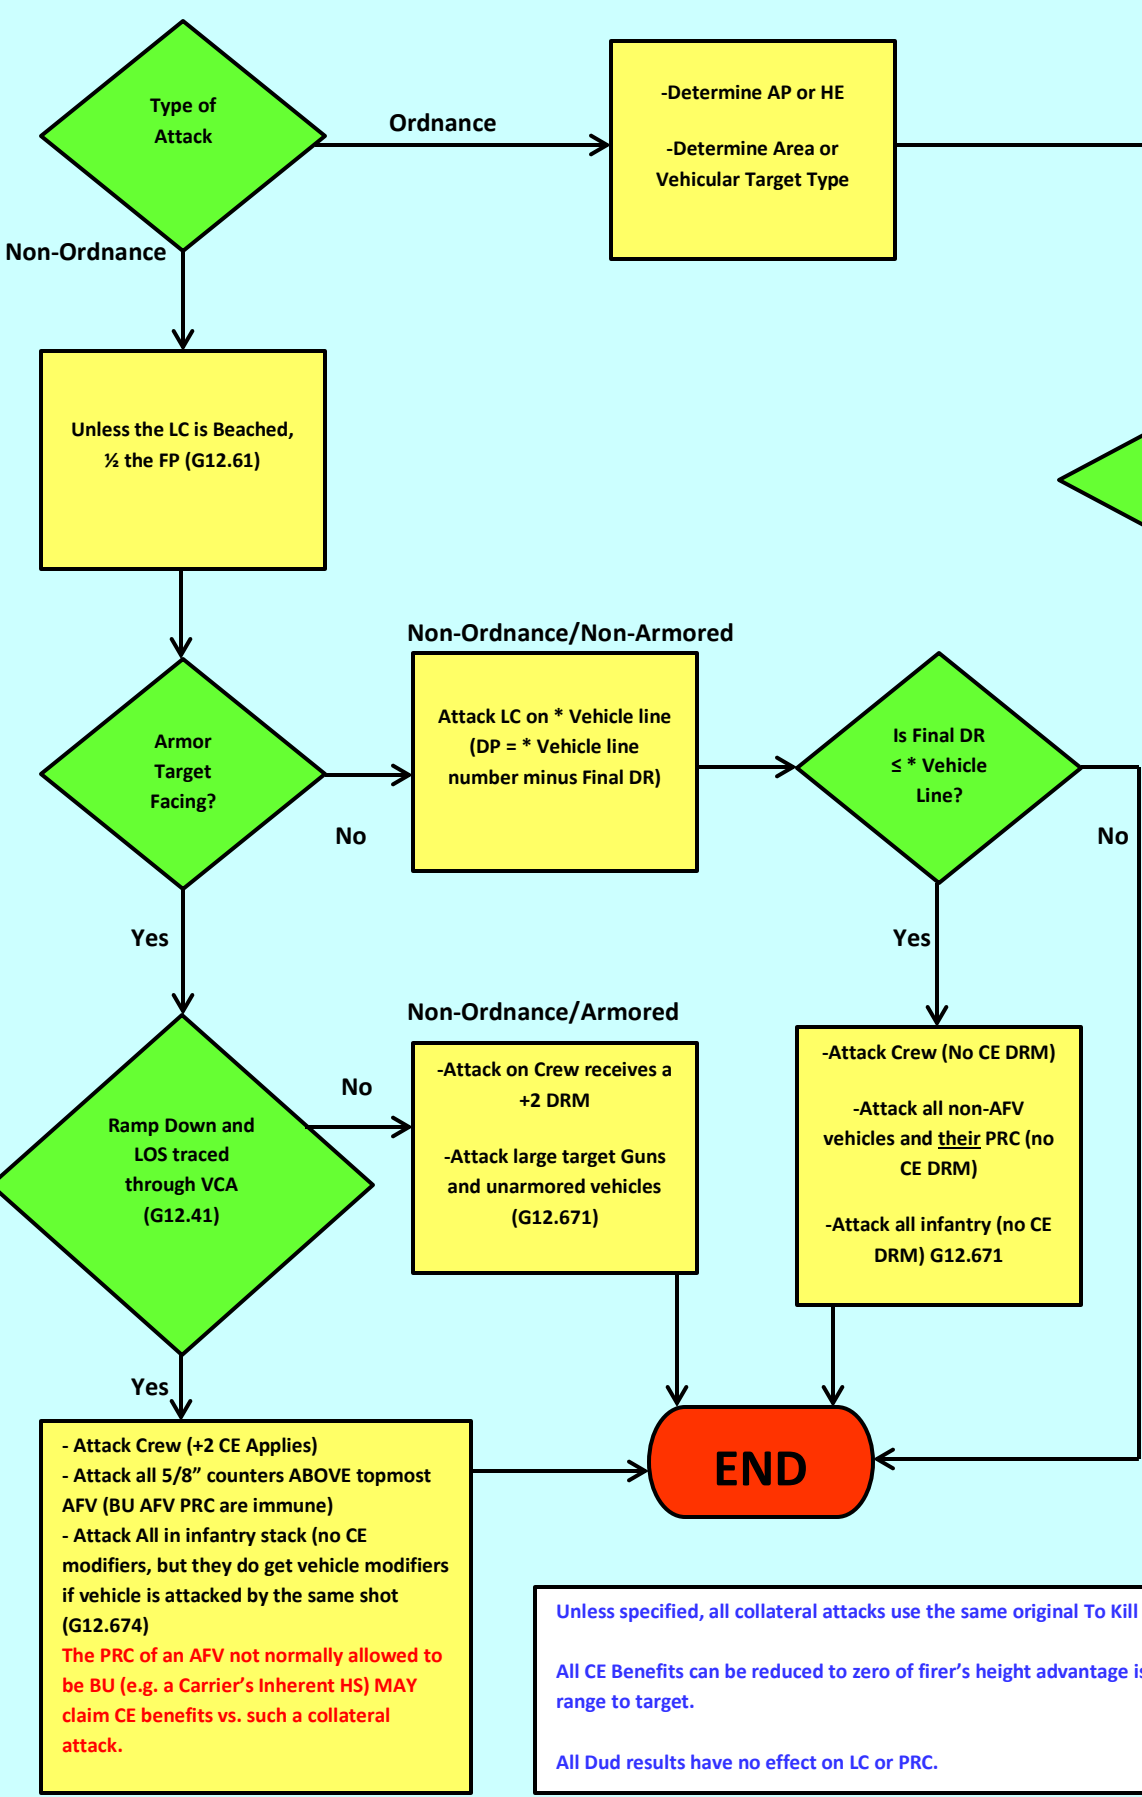 Type of
Attack
Ordnance
-Determine AP or HE
-Determine Area or
Vehicular Target Type
Non-Ordnance
Unless the LC is Beached,
½ the FP (G12.61)
Non-Ordnance/Non-Armored
Armor
Target
Facing?
No
Attack LC on * Vehicle line
(DP = * Vehicle line
number minus Final DR)
Is Final DR
≤ * Vehicle
Line?
No
Yes
Yes
Non-Ordnance/Armored
Ramp Down and
LOS traced
through VCA
(G12.41)
No
-Attack on Crew receives a
+2 DRM
-Attack large target Guns
and unarmored vehicles
(G12.671)
-Attack Crew (No CE DRM)
-Attack all non-AFV
vehicles and their PRC (no
CE DRM)
-Attack all infantry (no CE
DRM) G12.671
Yes
- Attack Crew (+2 CE Applies)
- Attack all 5/8” counters ABOVE topmost
AFV (BU AFV PRC are immune)
- Attack All in infantry stack (no CE
modifiers, but they do get vehicle modifiers
if vehicle is attacked by the same shot
(G12.674)
The PRC of an AFV not normally allowed to
be BU (e.g. a Carrier’s Inherent HS) MAY
claim CE benefits vs. such a collateral
attack.
END
Unless specified, all collateral attacks use the same original To Kill
All CE Benefits can be reduced to zero of firer’s height advantage is
range to target.
All Dud results have no effect on LC or PRC.